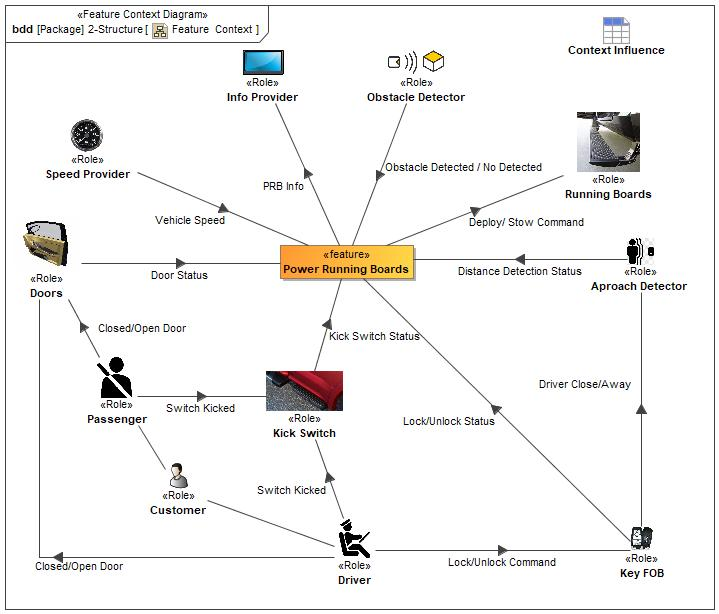 «Feature Context Diagram»
bdd [Package] 2-Structure [ Feature Context ]
Context Influence
«Role»
Info Provider
«Role»
Obstacle Detector
«Role»
Speed Provider
«Role»
Running Boards
PRB Info
Obstacle Detected / No Detected
Vehicle Speed
Deploy/ Stow Command
«feature»
Power Running Boards
«Role»
Doors
Door Status
Distance Detection Status
«Role»
Aproach Detector
Closed/Open Door
Kick Switch Status
«Role»
Passenger
Switch Kicked
«Role»
Kick Switch
Driver Close/Away
Lock/Unlock Status
«Role»
Customer
Switch Kicked
Closed/Open Door
«Role»
Driver
Lock/Unlock Command
«Role»
Key FOB